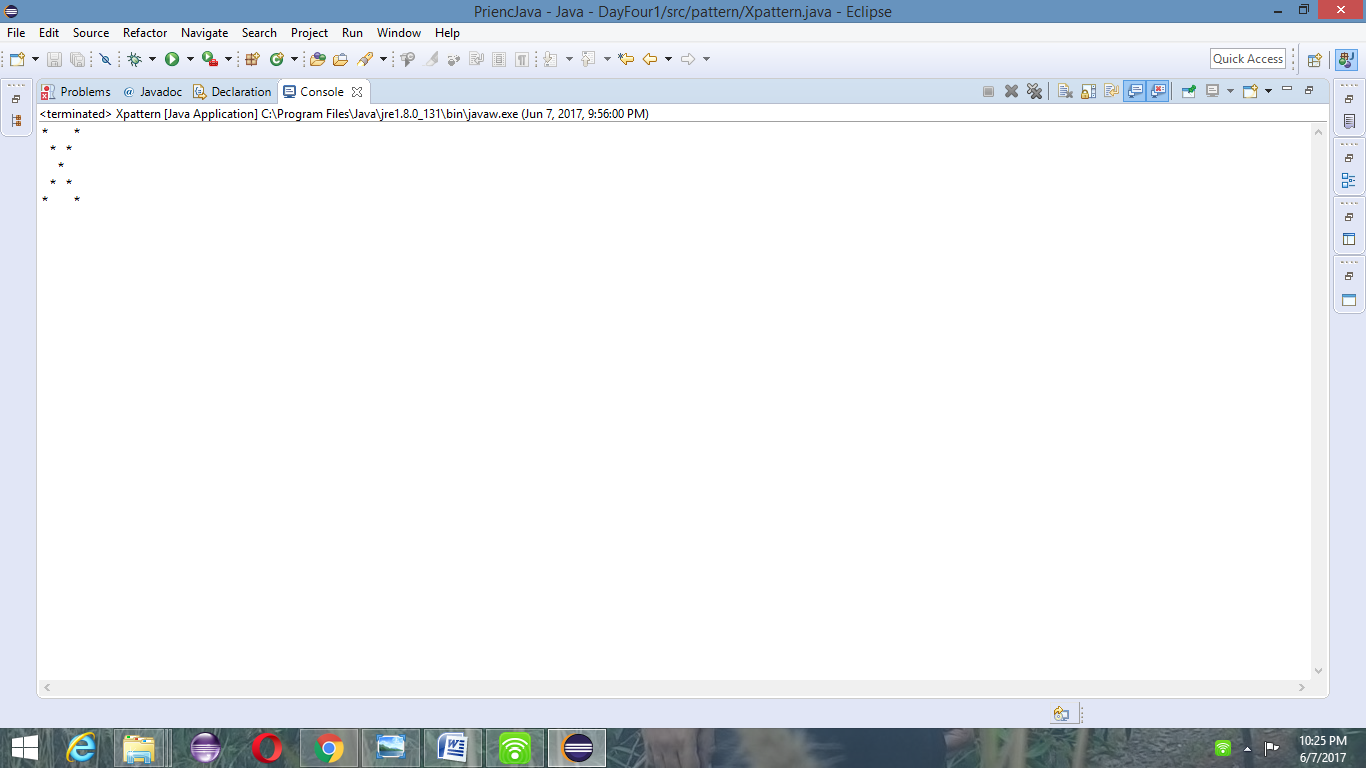 PriencJava - Java - DayFour1/src/pattern/Xpattern.java - Eclipse
File Edit Source Refactor Navigate Search Project Run Window Help
Quick Access
Problems @ Javadoc Declaration Console
<terminated> Xpattern [Java Application] C:\Program Files\Java\jre1.8.0_131\bin\javaw.exe (Jun 7, 2017, 9:56:00 PM)
*   *
 * *
  *
 * *
*   *
10:25 PM
6/7/2017